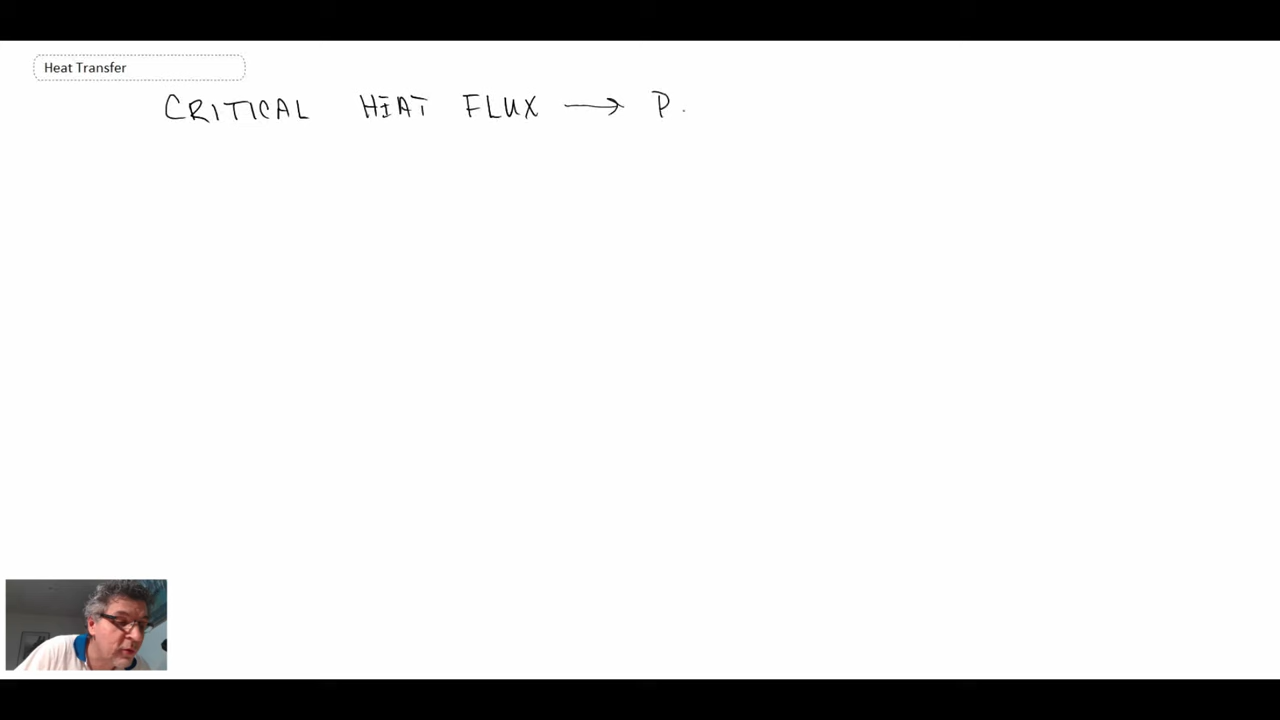 Heat Transfer
CRITICAL HEAT FLUX → P.